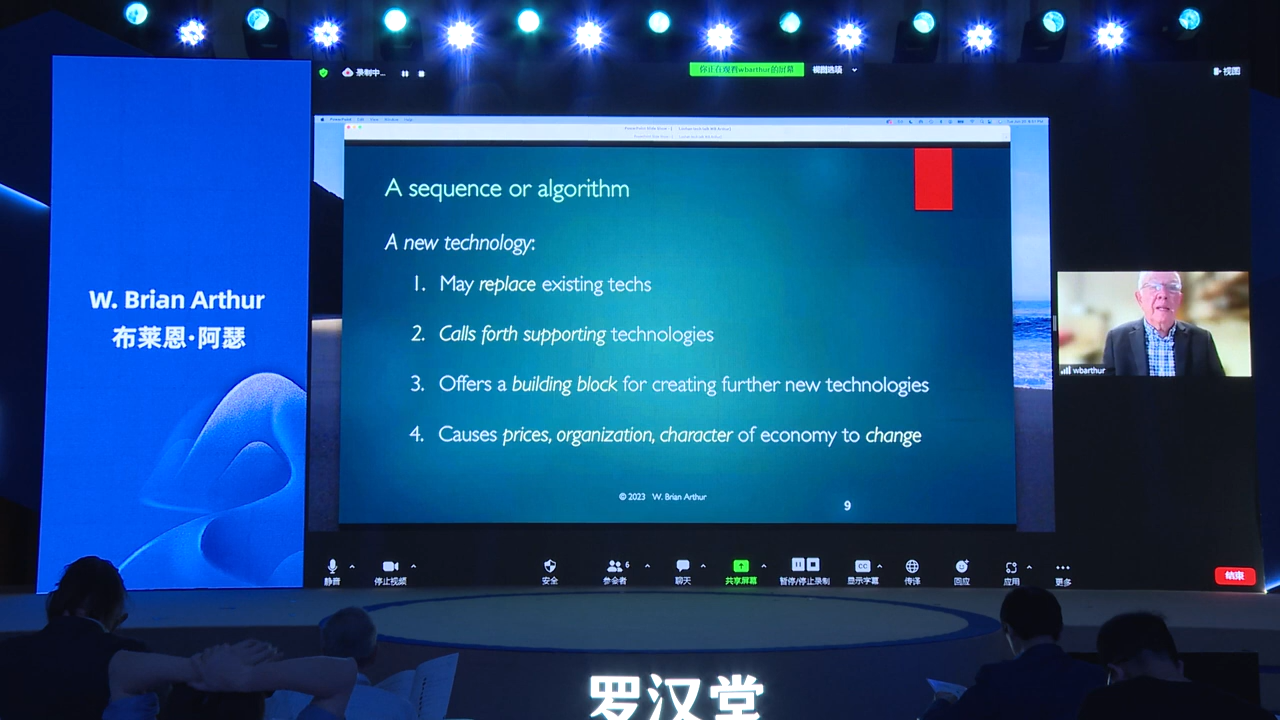 W. Brian Arthur
布莱恩·阿瑟
录制中...
你正在观看wbarthur的屏幕
视图选项
视图
A sequence or algorithm
A new technology:
1. May replace existing techs
2. Calls forth supporting technologies
3. Offers a building block for creating further new technologies
4. Causes prices, organization, character of economy to change
© 2023 W. Brian Arthur
9
wbarthur
静音
停止视频
安全
参会者
6
聊天
共享屏幕
暂停/停止录制
CC
显示字幕
传译
回应
应用
更多
结束
罗汉堂